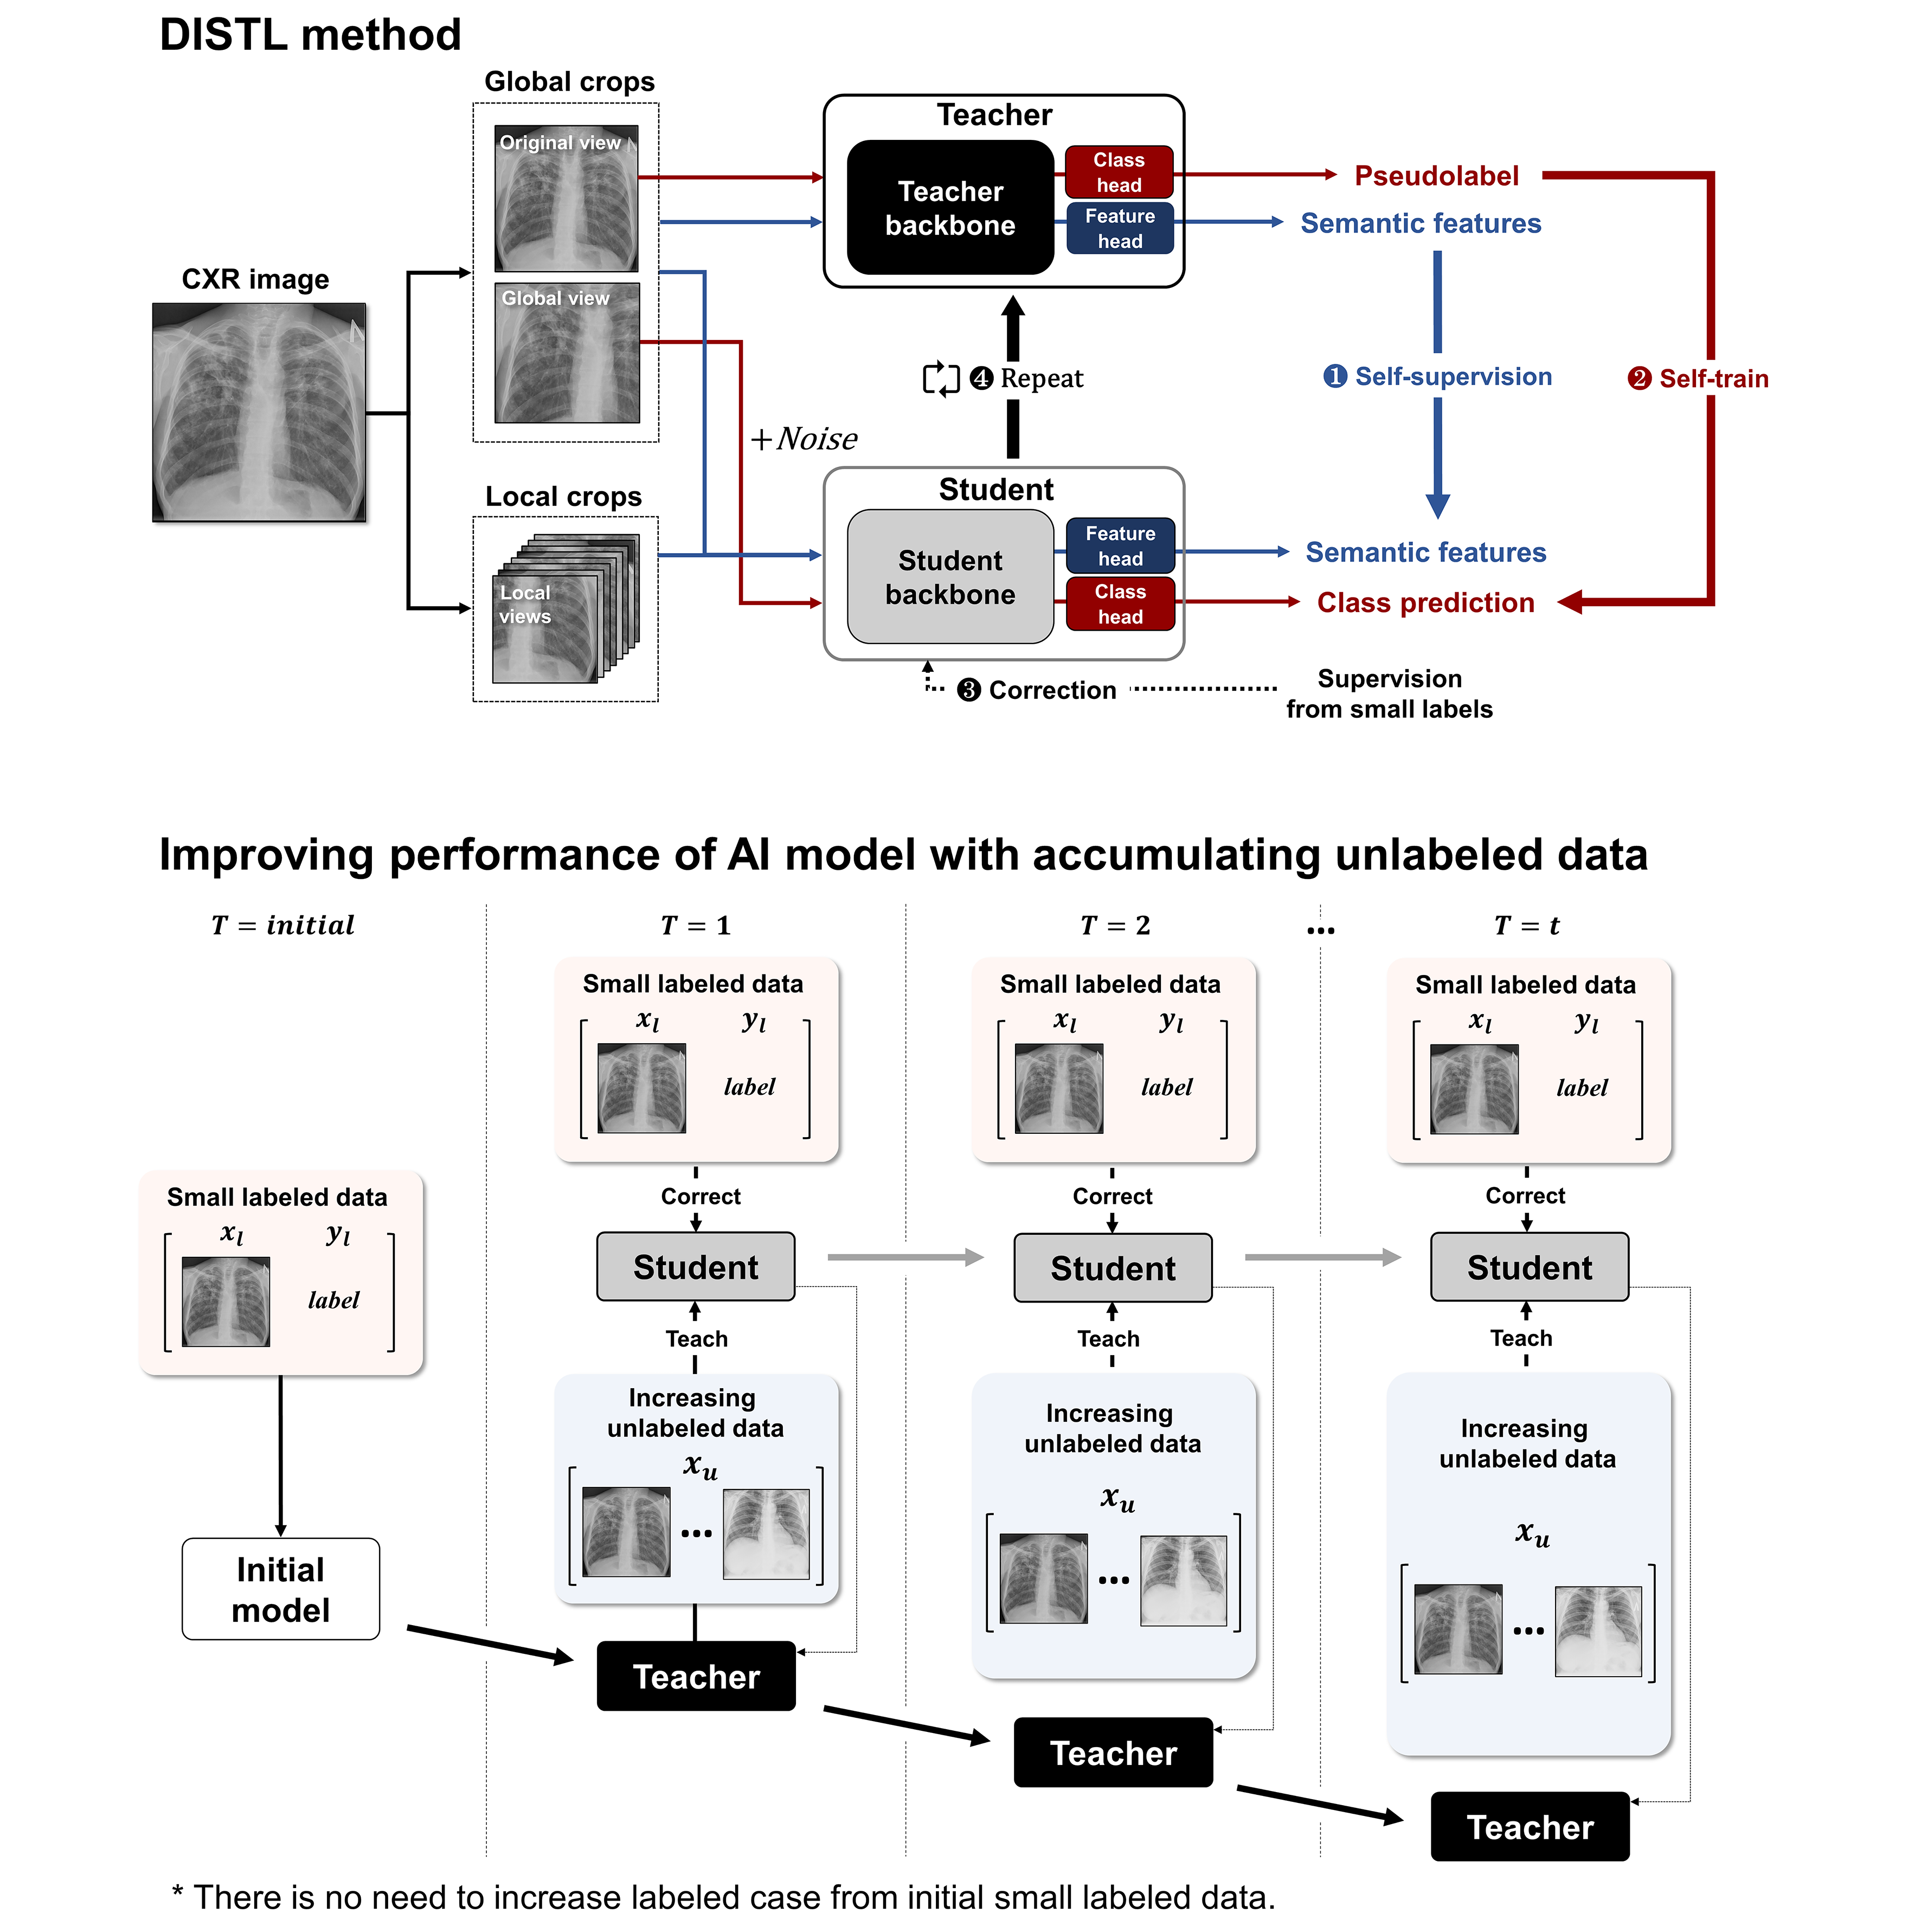 DISTL method
Global crops
Original view
Global view
CXR image
Local crops
Local
views
Teacher
Teacher
backbone
Class
head
Feature
head
Pseudolabel
Semantic features
❹ Repeat
❶ Self-supervision
❷ Self-train
+Noise
Student
Student
backbone
Feature
head
Class
head
Semantic features
Class prediction
❸ Correction
Supervision
from small labels
Improving performance of AI model with accumulating unlabeled data
T = initial
T = 1
T = 2
...
T = t
Small labeled data
x_l y_l
label
Initial
model
Small labeled data
x_l y_l
label
Correct
Student
Teach
Increasing
unlabeled data
x_u
...
Teacher
Small labeled data
x_l y_l
label
Correct
Student
Teach
Increasing
unlabeled data
x_u
...
Teacher
Small labeled data
x_l y_l
label
Correct
Student
Teach
Increasing
unlabeled data
x_u
...
Teacher
* There is no need to increase labeled case from initial small labeled data.